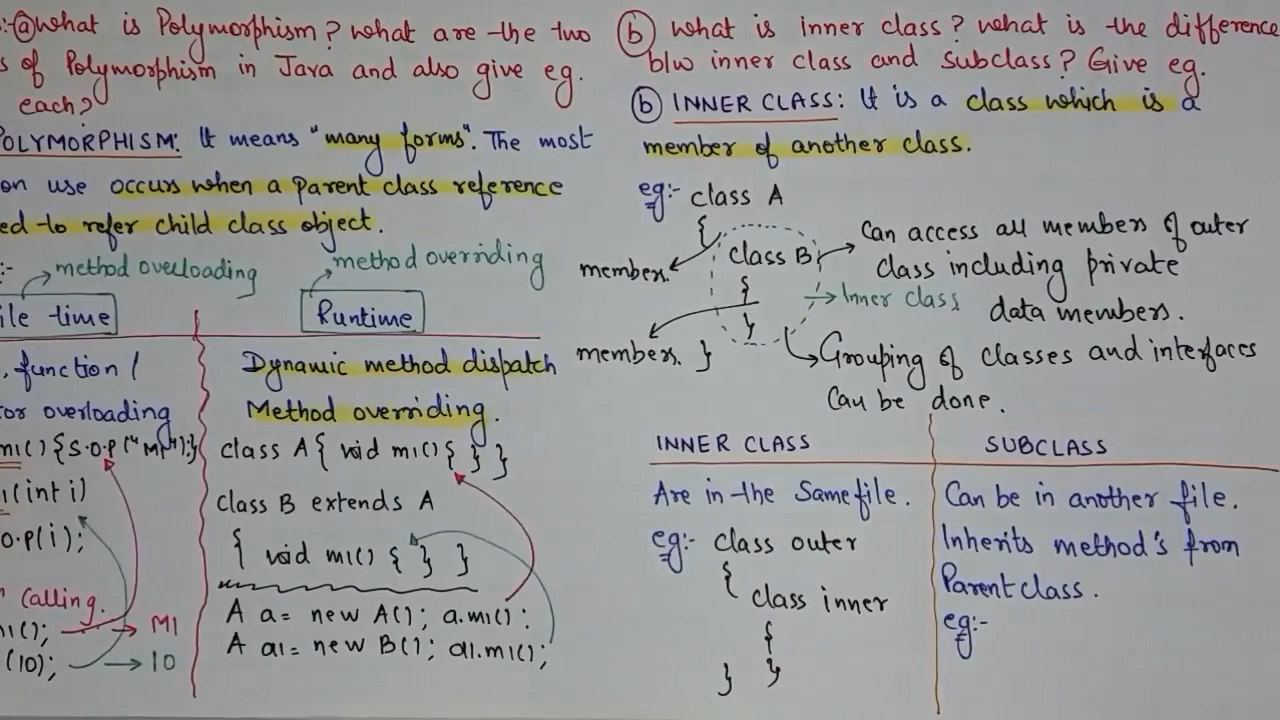 :-ⓐ What is Polymorphism? What are the two
s of Polymorphism in Java and also give eg.
each?
POLYMORPHISM: It means "many forms". The most
on use occurs when a parent class reference
ed to refer child class object.
:-
method overloading
method overriding
ile time
Runtime
, function /
or overloading
m1() {S.O.P ("M1");}
1(int i)
O.P(i);
calling.
1(); → M1
(10); → 10
Dynamic method dispatch
Method overriding.
class A { void m1() { } }
class B extends A
{ void m1() { } }
A a = new A(); a.m1();
A a1 = new B(); a1.m1();
ⓑ What is inner class? What is the difference
b/w inner class and subclass? Give eg.
ⓑ INNER CLASS: It is a class which is a
member of another class.
eg:- class A
{
class B
member.
{
}
members. }
Can access all members of outer
class including private
data members.
Inner class
Grouping of classes and interfaces
can be done.
INNER CLASS
Are in the Same file.
eg:- class outer
{
class inner
{
} }
SUBCLASS
Can be in another file.
Inherits method's from
Parent class.
eg:-